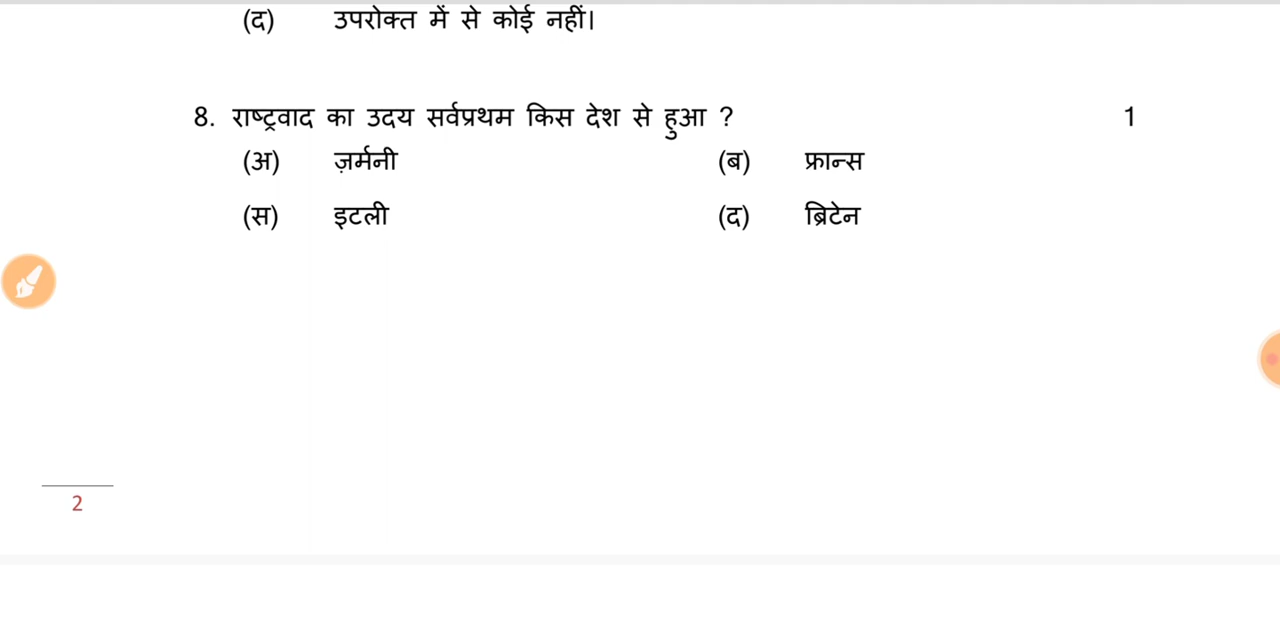 (द) उपरोक्त में से कोई नहीं।
8. राष्ट्रवाद का उदय सर्वप्रथम किस देश से हुआ ? 1
(अ) ज़र्मनी (ब) फ्रान्स
(स) इटली (द) ब्रिटेन
2